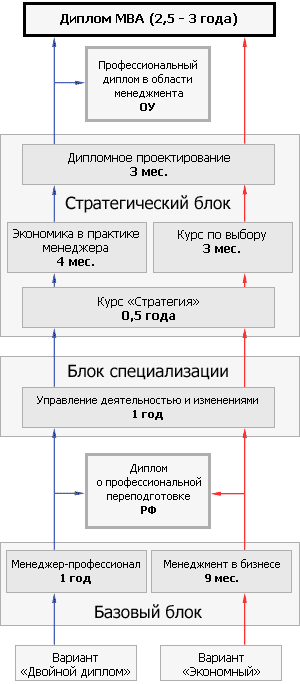 Диплом МВА (2,5 - 3 года)
Профессиональный
диплом в области
менеджмента
ОУ
Дипломное проектирование
3 мес.
Стратегический блок
Экономика в практике
менеджера
4 мес.
Курс по выбору
3 мес.
Курс «Стратегия»
0,5 года
Блок специализации
Управление деятельностью и изменениями
1 год
Диплом
о профессиональной
переподготовке
РФ
Менеджер-профессионал
1 год
Менеджмент в бизнесе
9 мес.
Базовый блок
Вариант
«Двойной диплом»
Вариант
«Экономный»